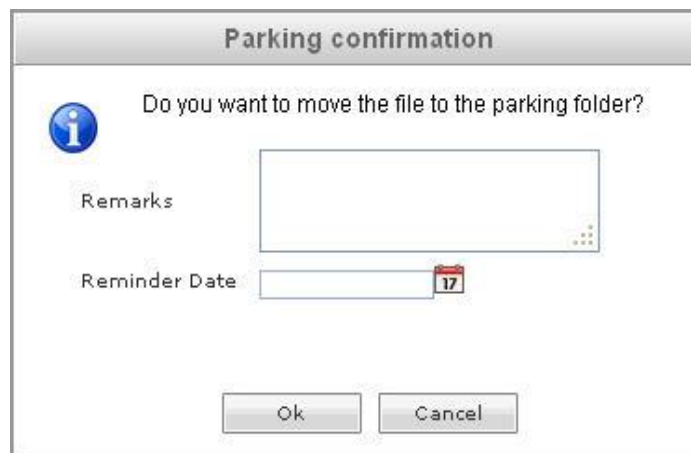 Parking confirmation
Do you want to move the file to the parking folder?
Remarks
Reminder Date
17
Ok
Cancel